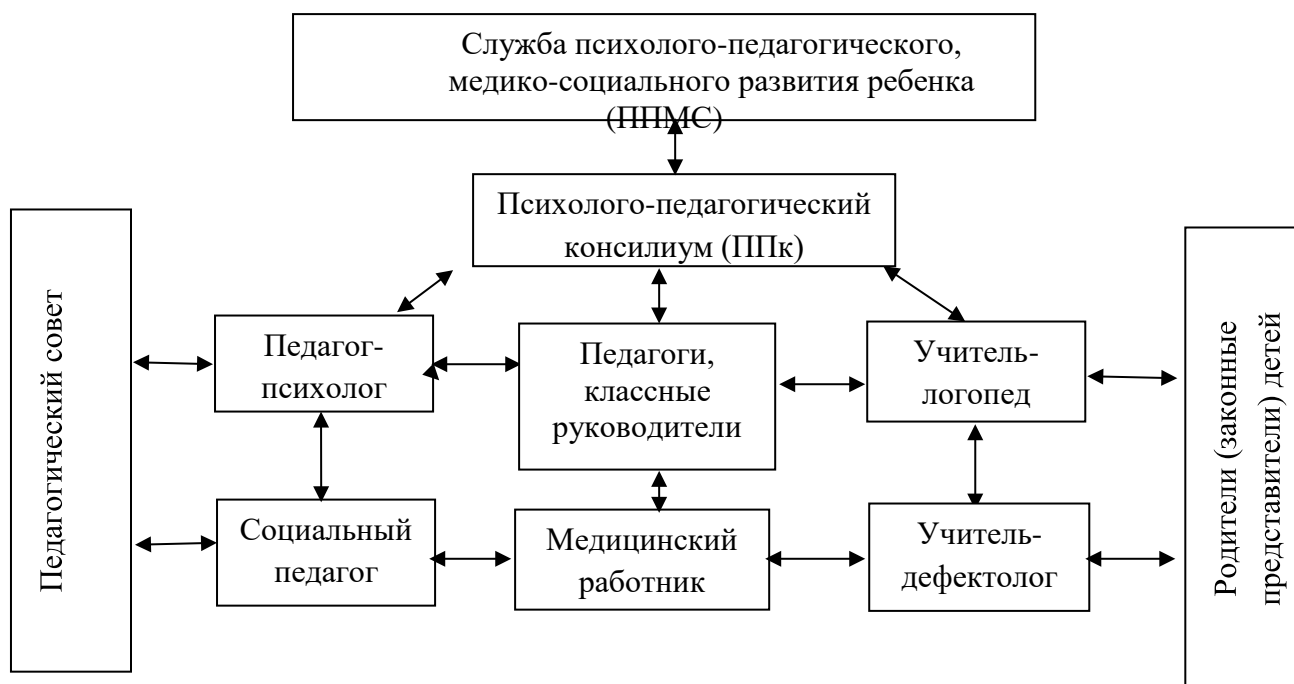 Служба психолого-педагогического,
медико-социального развития ребенка
(ППМС)
Психолого-педагогический
консилиум (ППк)
Педагогический совет
Педагог-
психолог
Педагоги,
классные
руководители
Учитель-
логопед
Социальный
педагог
Медицинский
работник
Учитель-
дефектолог
Родители (законные
представители) детей